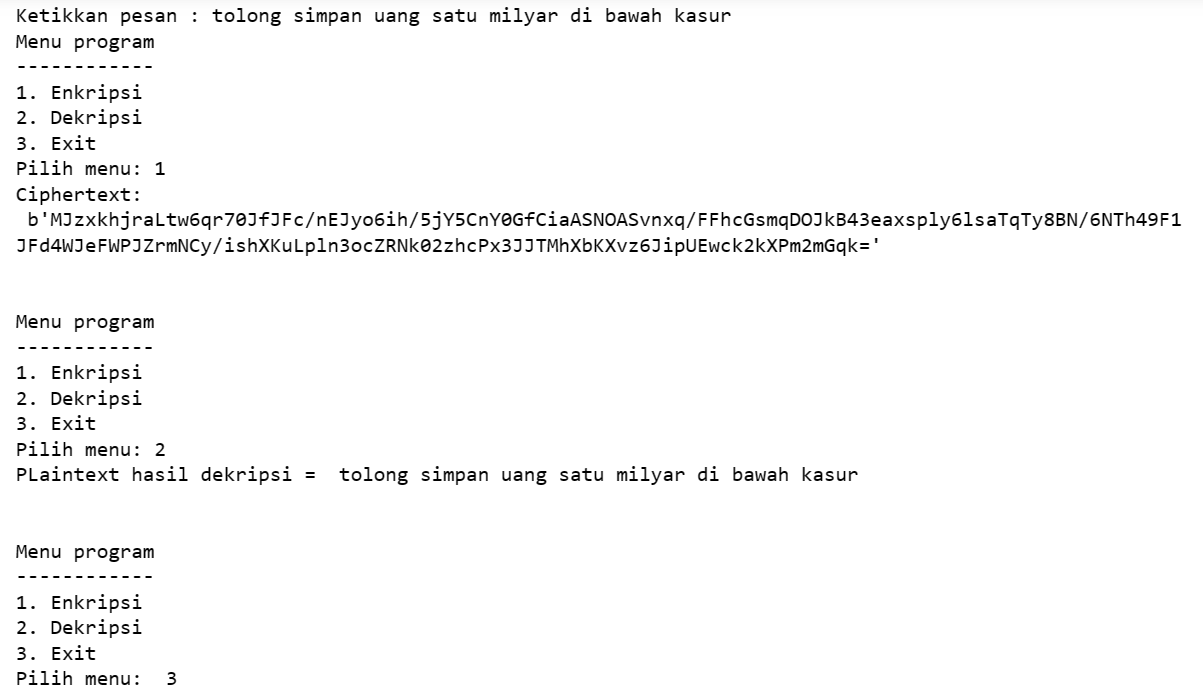 Ketikkan pesan : tolong simpan uang satu milyar di bawah kasur
Menu program
------------
1. Enkripsi
2. Dekripsi
3. Exit
Pilih menu: 1
Ciphertext:
 b'MJzxkhjraLtw6qr70JfJFc/nEJyo6ih/5jY5CnY0GfCiaASNOASvnxq/FFhcGsmqDOJkB43eaxsply6lsaTqTy8BN/6NTh49F1
JFd4WJeFWPJZrmNCy/ishXKuLpln3ocZRNk02zhcPx3JJTMhXbKXvz6JipUEwck2kXPm2mGqk='
Menu program
------------
1. Enkripsi
2. Dekripsi
3. Exit
Pilih menu: 2
PLaintext hasil dekripsi =  tolong simpan uang satu milyar di bawah kasur
Menu program
------------
1. Enkripsi
2. Dekripsi
3. Exit
Pilih menu:  3